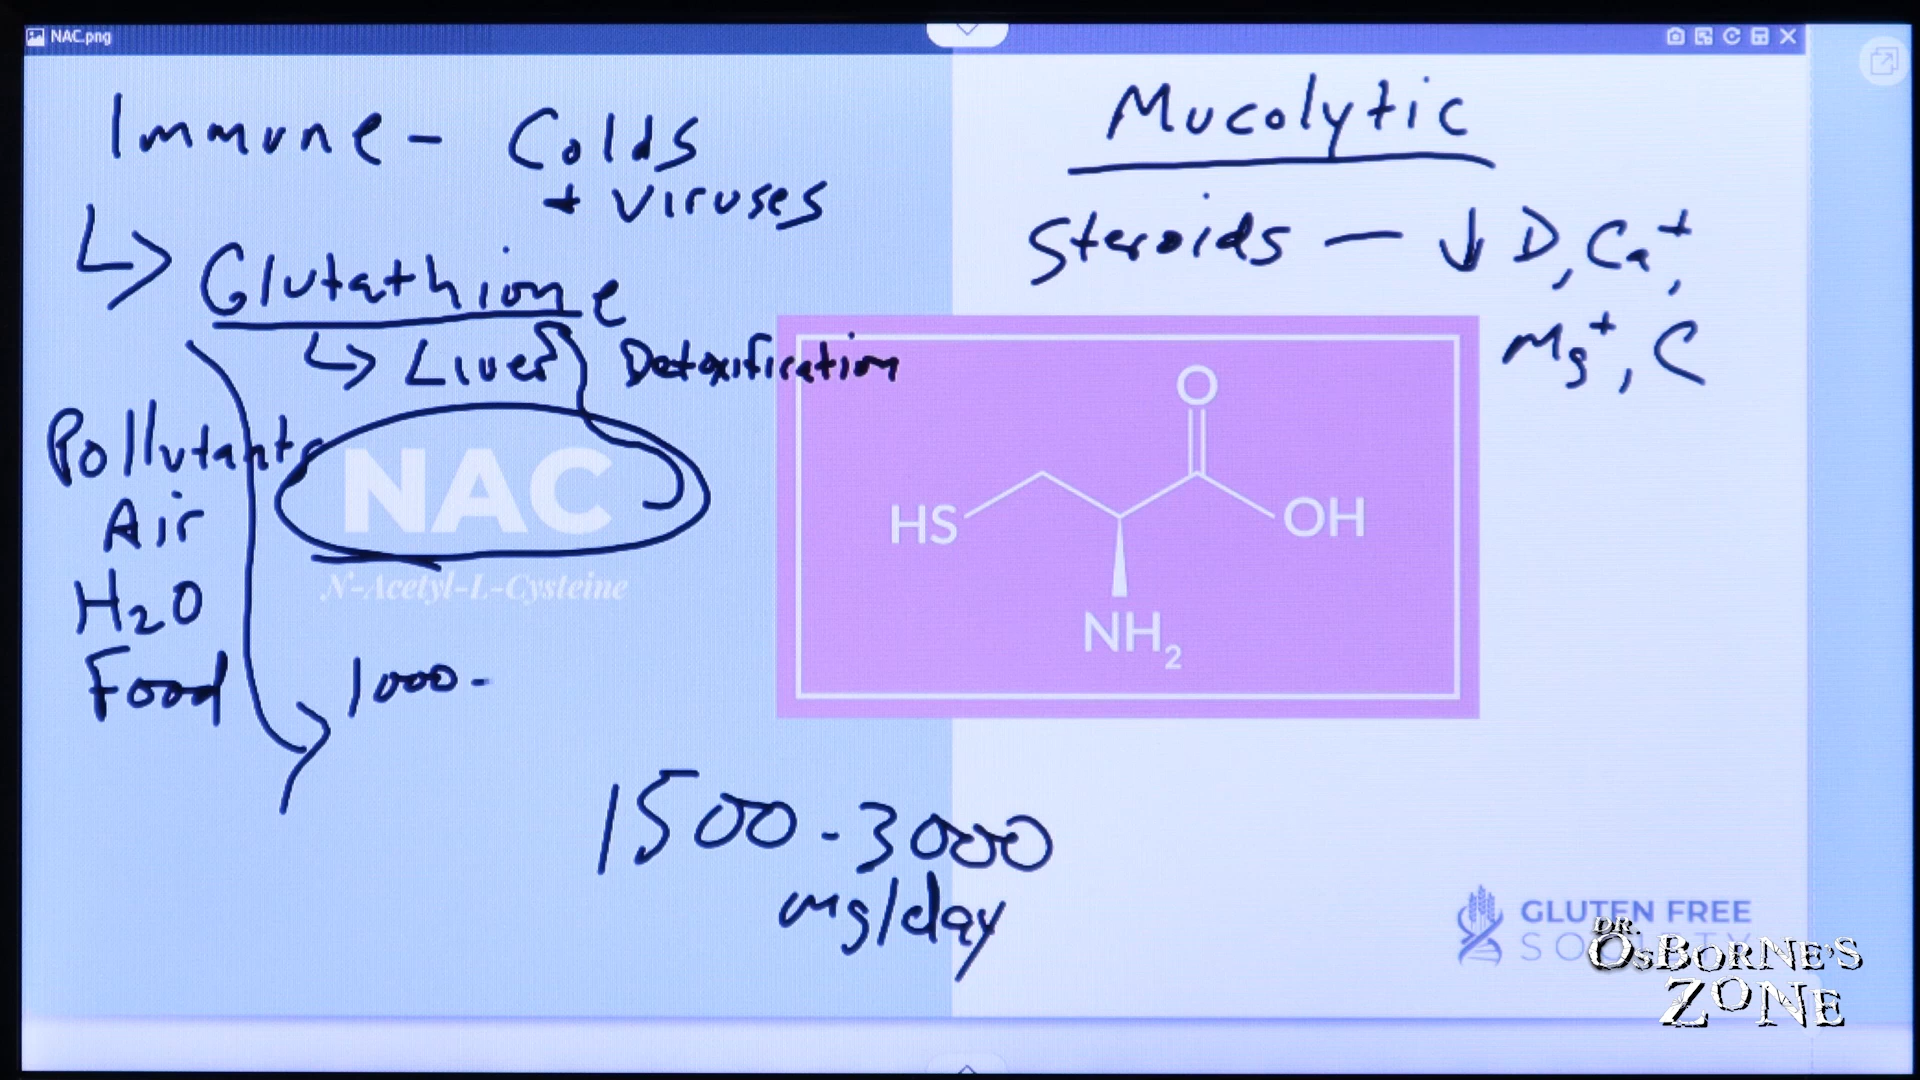 NAC.png
Immune - Colds
+ Viruses
Glutathione
Liver Detoxification
Pollutants
Air
H2O
Food
NAC
N-Acetyl-L-Cysteine
1000 -
1500 - 3000
mg/day
Mucolytic
Steroids — ↓ D, Ca+,
Mg+, C
O
HS
OH
NH2
GLUTEN FREE
SOCIETY
DR.
OSBORNE'S
ZONE